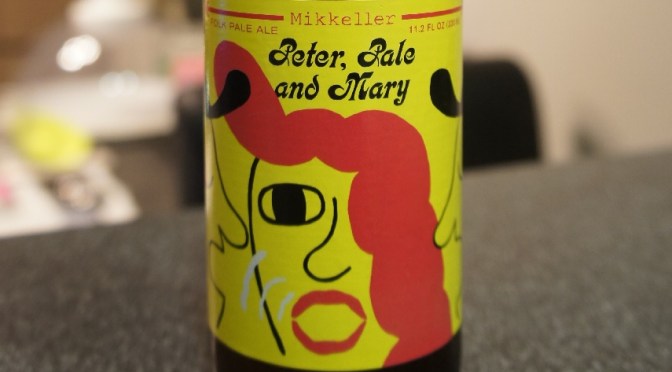 Mikkeller
FOLK PALE ALE
11.2 FL OZ
Peter, Pale
and Mary